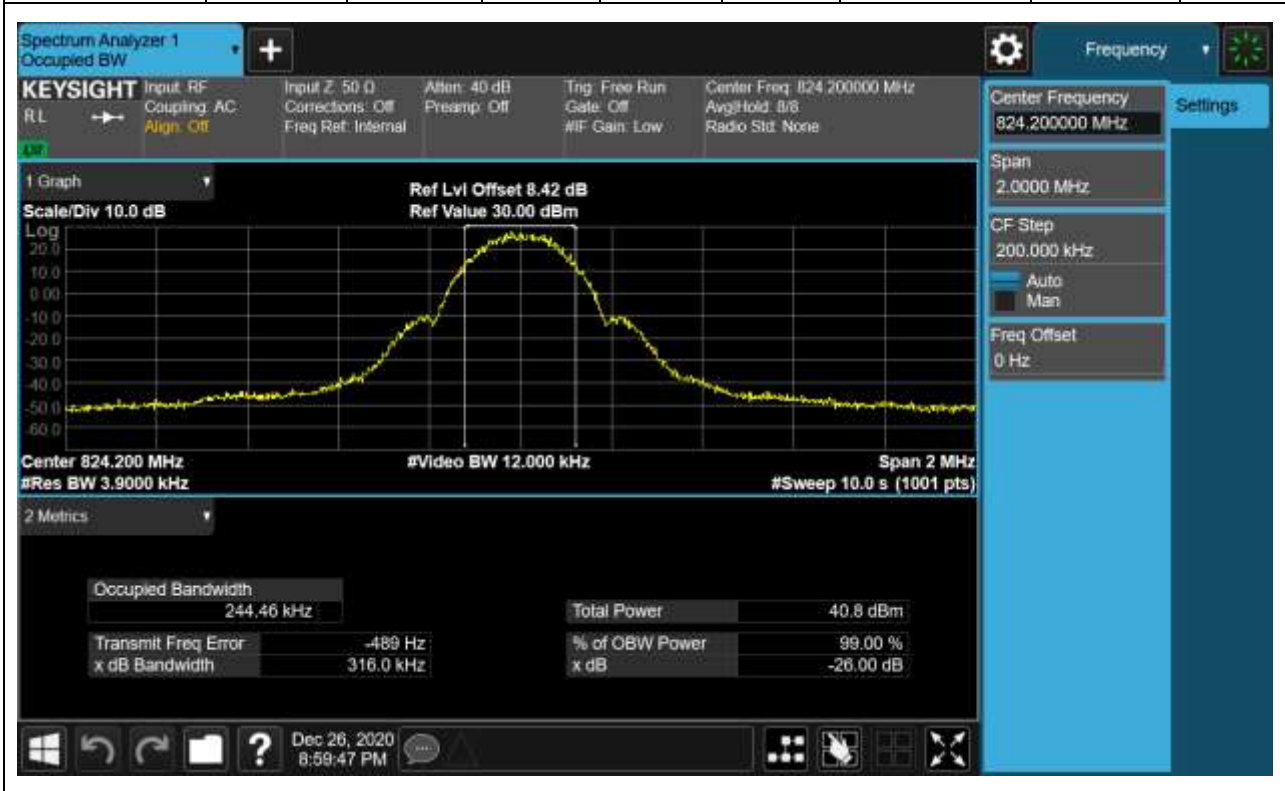 Spectrum Analyzer 1
Occupied BW
Frequency
KEYSIGHT
RL
Input: RF
Coupling: AC
Align: Off
Input Z: 50 Ω
Corrections: Off
Freq Ref: Internal
Atten: 40 dB
Preamp: Off
Trig: Free Run
Gate: Off
#IF Gain: Low
Center Freq: 824.200000 MHz
Avg|Hold: 8/8
Radio Std: None
Center Frequency
824.200000 MHz
Settings
Span
2.0000 MHz
CF Step
200.000 kHz
Auto
Man
Freq Offset
0 Hz
1 Graph
Scale/Div 10.0 dB
Ref Lvl Offset 8.42 dB
Ref Value 30.00 dBm
Log
20.0
10.0
0.00
-10.0
-20.0
-30.0
-40.0
-50.0
-60.0
Center 824.200 MHz
#Video BW 12.000 kHz
Span 2 MHz
#Res BW 3.9000 kHz
#Sweep 10.0 s (1001 pts)
2 Metrics
Occupied Bandwidth
244.46 kHz
Total Power 40.8 dBm
Transmit Freq Error -489 Hz
% of OBW Power 99.00 %
x dB Bandwidth 316.0 kHz
x dB -26.00 dB
?
Dec 26, 2020
8:59:47 PM